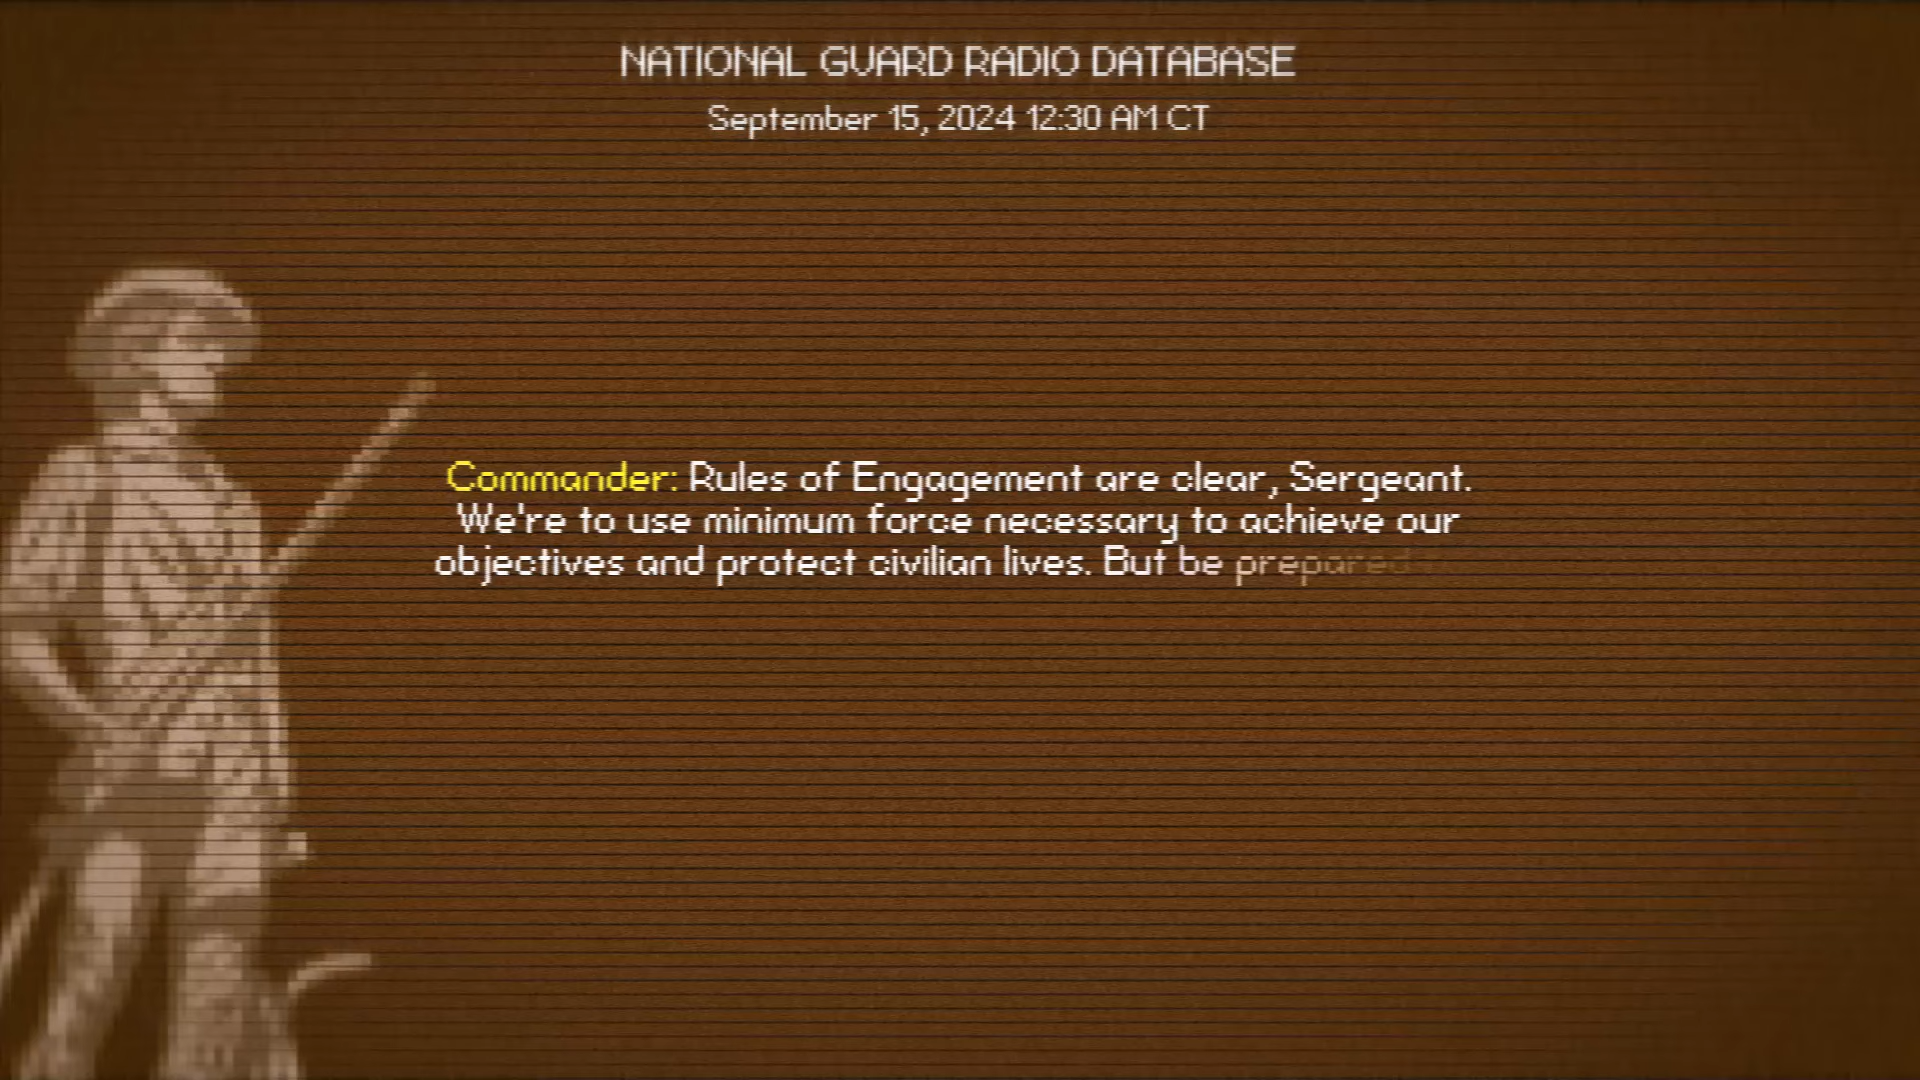 NATIONAL GUARD RADIO DATABASE
September 15, 2024 12:30 AM CT
Commander: Rules of Engagement are clear, Sergeant.
We're to use minimum force necessary to achieve our
objectives and protect civilian lives. But be prepared